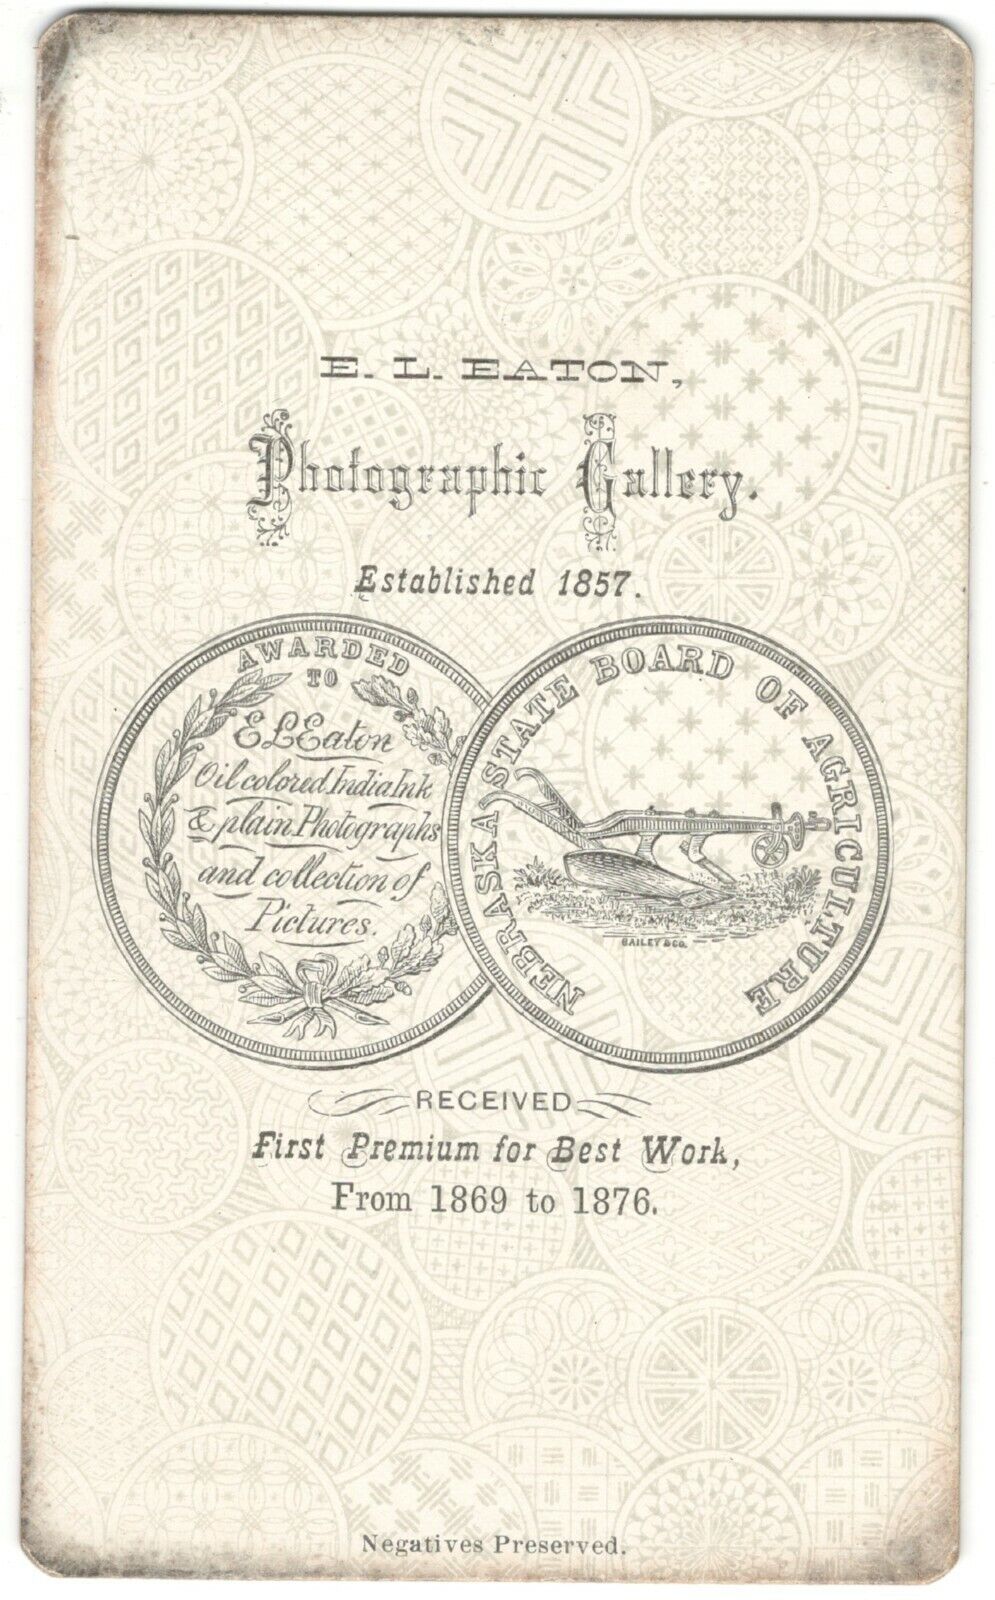 E. L. EATON,
Photographic Gallery.
Established 1857.
AWARDED
TO
E L Eaton
Oil colored India Ink
& plain Photographs
and collection of
Pictures.
NEBRASKA STATE BOARD OF AGRICULTURE
BAILEY & CO.
RECEIVED
First Premium for Best Work,
From 1869 to 1876.
Negatives Preserved.